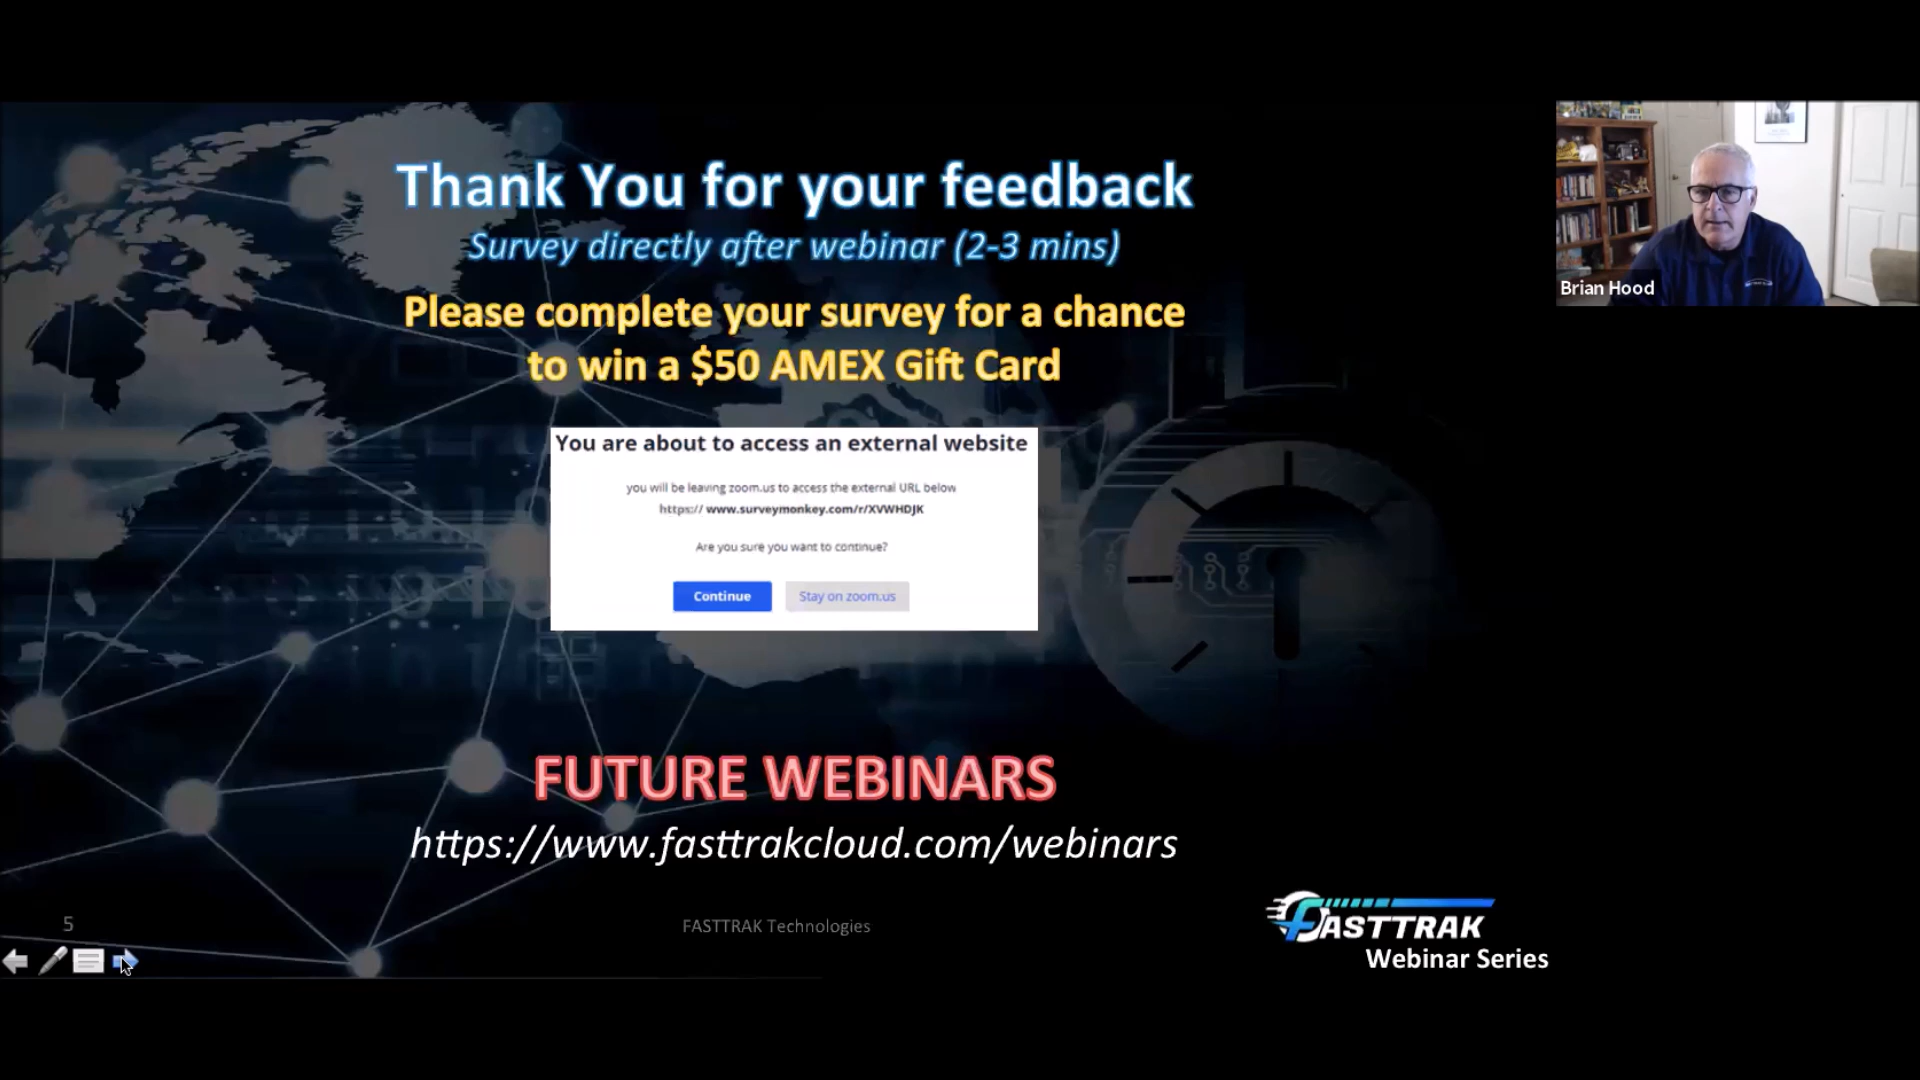 Thank You for your feedback
Survey directly after webinar (2-3 mins)
Please complete your survey for a chance
to win a $50 AMEX Gift Card
You are about to access an external website
you will be leaving zoom.us to access the external URL below
https:// www.surveymonkey.com/r/XVWHDJK
Are you sure you want to continue?
Continue
Stay on zoom.us
FUTURE WEBINARS
https://www.fasttrakcloud.com/webinars
5
FASTTRAK Technologies
FASTTRAK
Webinar Series
Brian Hood